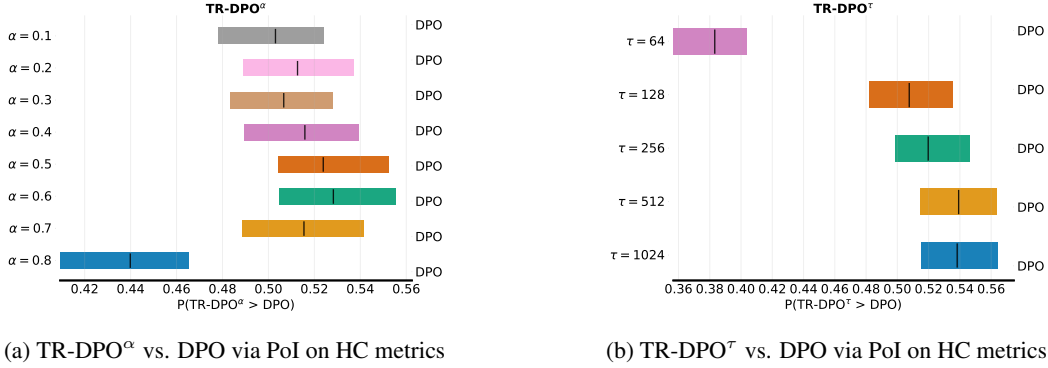 TR-DPO^α
α = 0.1 DPO
α = 0.2 DPO
α = 0.3 DPO
α = 0.4 DPO
α = 0.5 DPO
α = 0.6 DPO
α = 0.7 DPO
α = 0.8 DPO
0.42 0.44 0.46 0.48 0.50 0.52 0.54 0.56
P(TR-DPO^α > DPO)
(a) TR-DPO^α vs. DPO via PoI on HC metrics
TR-DPO^τ
τ = 64 DPO
τ = 128 DPO
τ = 256 DPO
τ = 512 DPO
τ = 1024 DPO
0.36 0.38 0.40 0.42 0.44 0.46 0.48 0.50 0.52 0.54 0.56
P(TR-DPO^τ > DPO)
(b) TR-DPO^τ vs. DPO via PoI on HC metrics